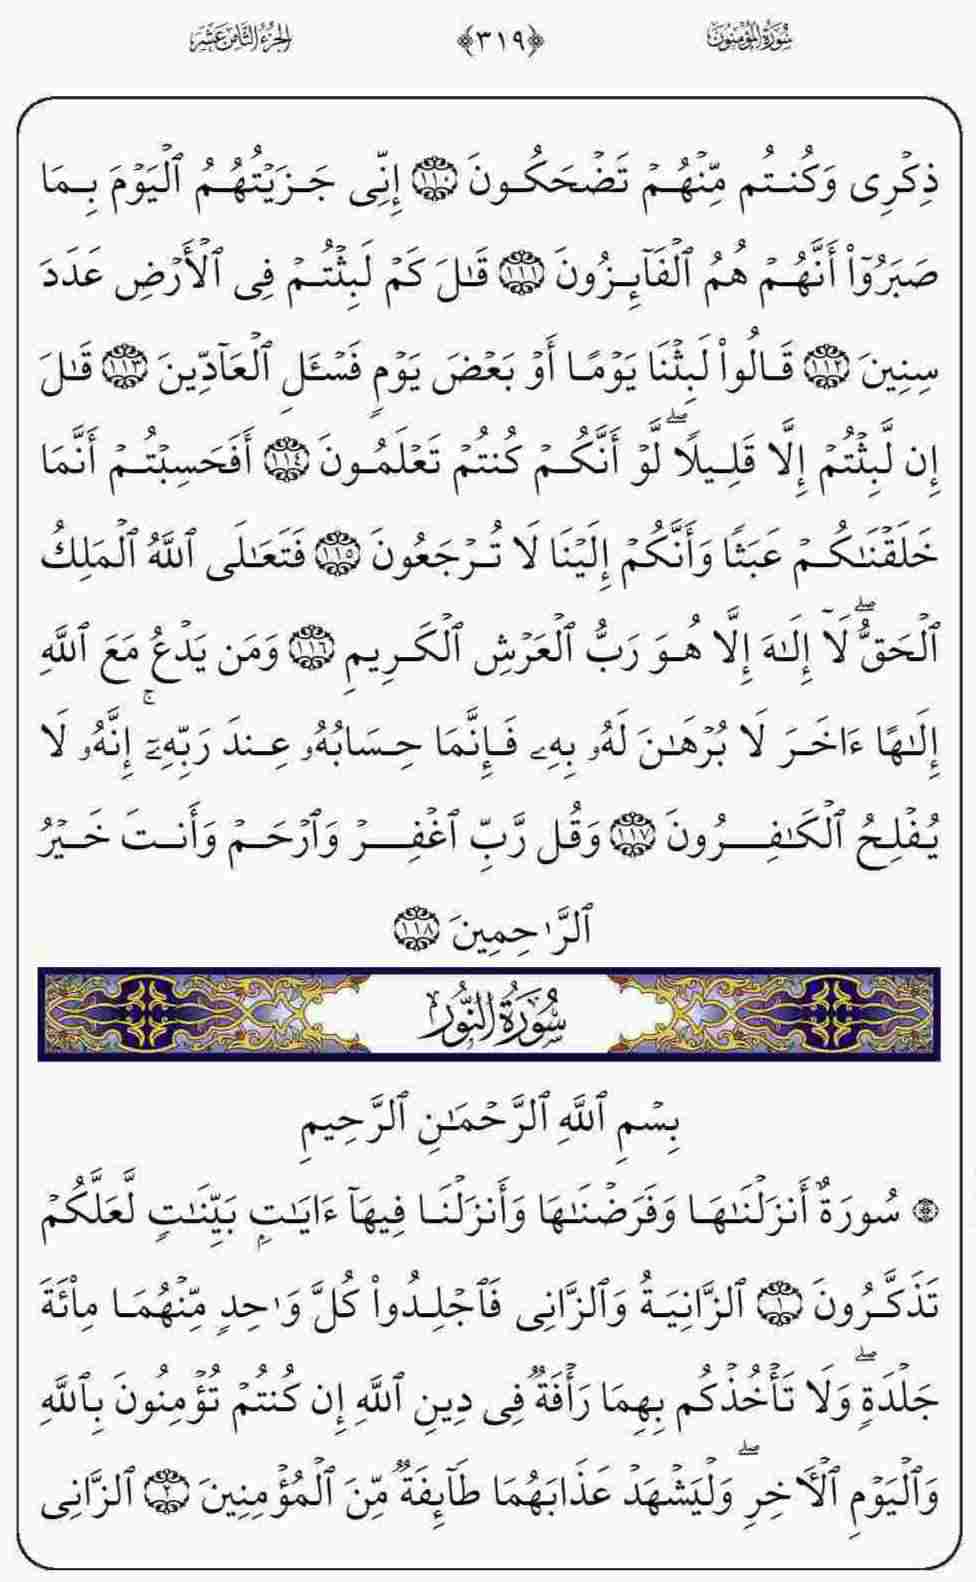 سُورَةُ المُؤْمِنُونَ ﴿٣١٩﴾ الجُزْءُ الثَّامِنَ عَشَرَ
ذِكْرِى وَكُنتُم مِّنْهُمْ تَضْحَكُونَ ١١٠ إِنِّى جَزَيْتُهُمُ ٱلْيَوْمَ بِمَا
صَبَرُوٓا۟ أَنَّهُمْ هُمُ ٱلْفَآئِزُونَ ١١١ قَٰلَ كَمْ لَبِثْتُمْ فِى ٱلْأَرْضِ عَدَدَ
سِنِينَ ١١٢ قَالُوا۟ لَبِثْنَا يَوْمًا أَوْ بَعْضَ يَوْمٍ فَسْـَٔلِ ٱلْعَآدِّينَ ١١٣ قَٰلَ
إِن لَّبِثْتُمْ إِلَّا قَلِيلًا ۖ لَّوْ أَنَّكُمْ كُنتُمْ تَعْلَمُونَ ١١٤ أَفَحَسِبْتُمْ أَنَّمَا
خَلَقْنَٰكُمْ عَبَثًا وَأَنَّكُمْ إِلَيْنَا لَا تُرْجَعُونَ ١١٥ فَتَعَٰلَى ٱللَّهُ ٱلْمَلِكُ
ٱلْحَقُّ ۖ لَآ إِلَٰهَ إِلَّا هُوَ رَبُّ ٱلْعَرْشِ ٱلْكَرِيمِ ١١٦ وَمَن يَدْعُ مَعَ ٱللَّهِ
إِلَٰهًا ءَاخَرَ لَا بُرْهَٰنَ لَهُۥ بِهِۦ فَإِنَّمَا حِسَابُهُۥ عِندَ رَبِّهِۦٓ ۚ إِنَّهُۥ لَا
يُفْلِحُ ٱلْكَٰفِرُونَ ١١٧ وَقُل رَّبِّ ٱغْفِرْ وَٱرْحَمْ وَأَنتَ خَيْرُ
ٱلرَّٰحِمِينَ ١١٨
سُورَةُ النُّورِ
بِسْمِ ٱللَّهِ ٱلرَّحْمَٰنِ ٱلرَّحِيمِ
۞ سُورَةٌ أَنزَلْنَٰهَا وَفَرَضْنَٰهَا وَأَنزَلْنَا فِيهَآ ءَايَٰتٍۭ بَيِّنَٰتٍ لَّعَلَّكُمْ
تَذَكَّرُونَ ١ ٱلزَّانِيَةُ وَٱلزَّانِى فَٱجْلِدُوا۟ كُلَّ وَٰحِدٍ مِّنْهُمَا مِا۟ئَةَ
جَلْدَةٍ ۖ وَلَا تَأْخُذْكُم بِهِمَا رَأْفَةٌ فِى دِينِ ٱللَّهِ إِن كُنتُمْ تُؤْمِنُونَ بِٱللَّهِ
وَٱلْيَوْمِ ٱلْـَٔاخِرِ ۖ وَلْيَشْهَدْ عَذَابَهُمَا طَآئِفَةٌ مِّنَ ٱلْمُؤْمِنِينَ ٢ ٱلزَّانِى